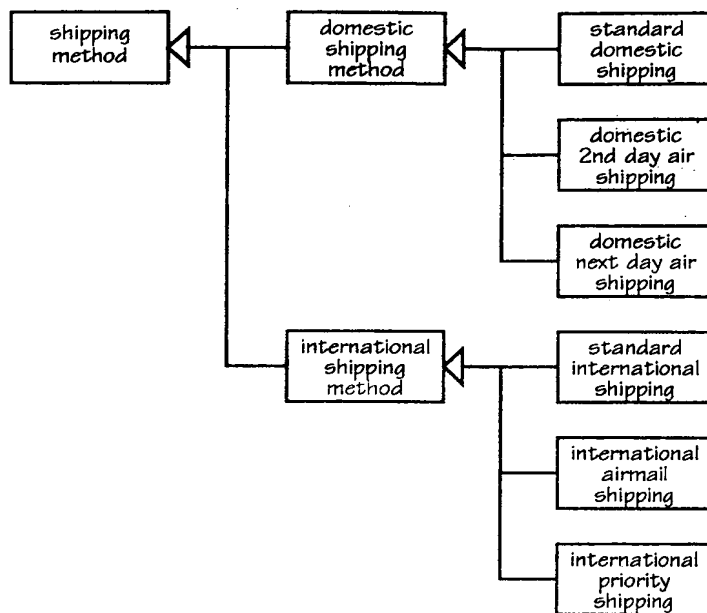 shipping
method
domestic
shipping
method
standard
domestic
shipping
domestic
2nd day air
shipping
domestic
next day air
shipping
international
shipping
method
standard
international
shipping
international
airmail
shipping
international
priority
shipping